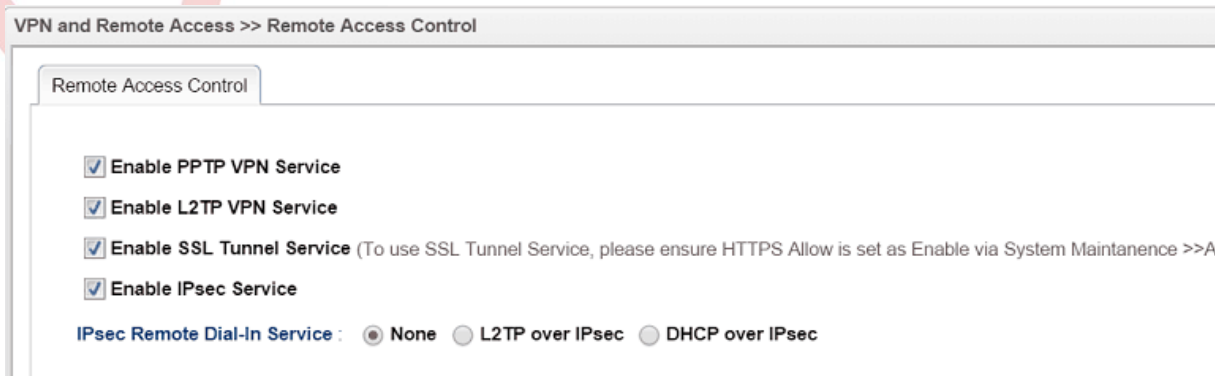 VPN and Remote Access >> Remote Access Control
Remote Access Control
Enable PPTP VPN Service
Enable L2TP VPN Service
Enable SSL Tunnel Service (To use SSL Tunnel Service, please ensure HTTPS Allow is set as Enable via System Maintanence >>A
Enable IPsec Service
IPsec Remote Dial-In Service : None L2TP over IPsec DHCP over IPsec